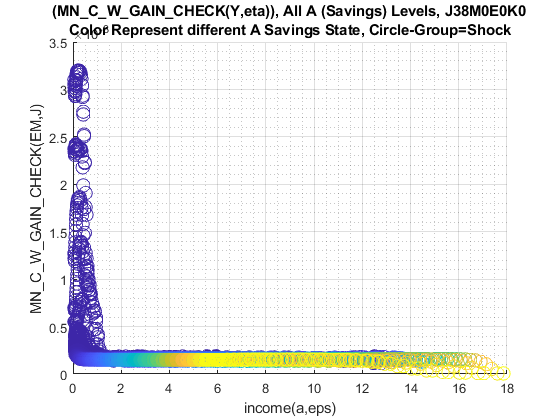 (MN_C_W_GAIN_CHECK(Y,eta)), All A (Savings) Levels, J38M0E0K0
Color Represent different A Savings State, Circle-Group=Shock
3.5
3
2.5
2
1.5
1
0.5
0
MN_C_W_GAIN_CHECK(EM,J)
0 2 4 6 8 10 12 14 16 18
income(a,eps)